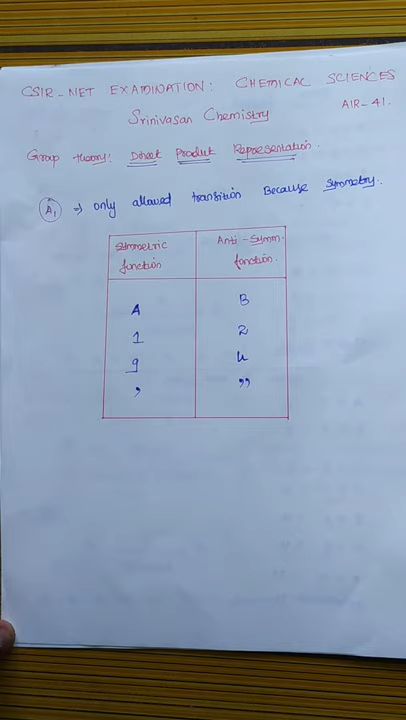 CSIR-NET EXAMINATION: CHEMICAL SCIENCES
Srinivasan Chemistry AIR-41.
Group theory: Direct Product Representation.
A1 ⇒ only allowed transition Because symmetry.
Symmetric function
Anti-Symm. function.
A B
1 2
g u
' ''